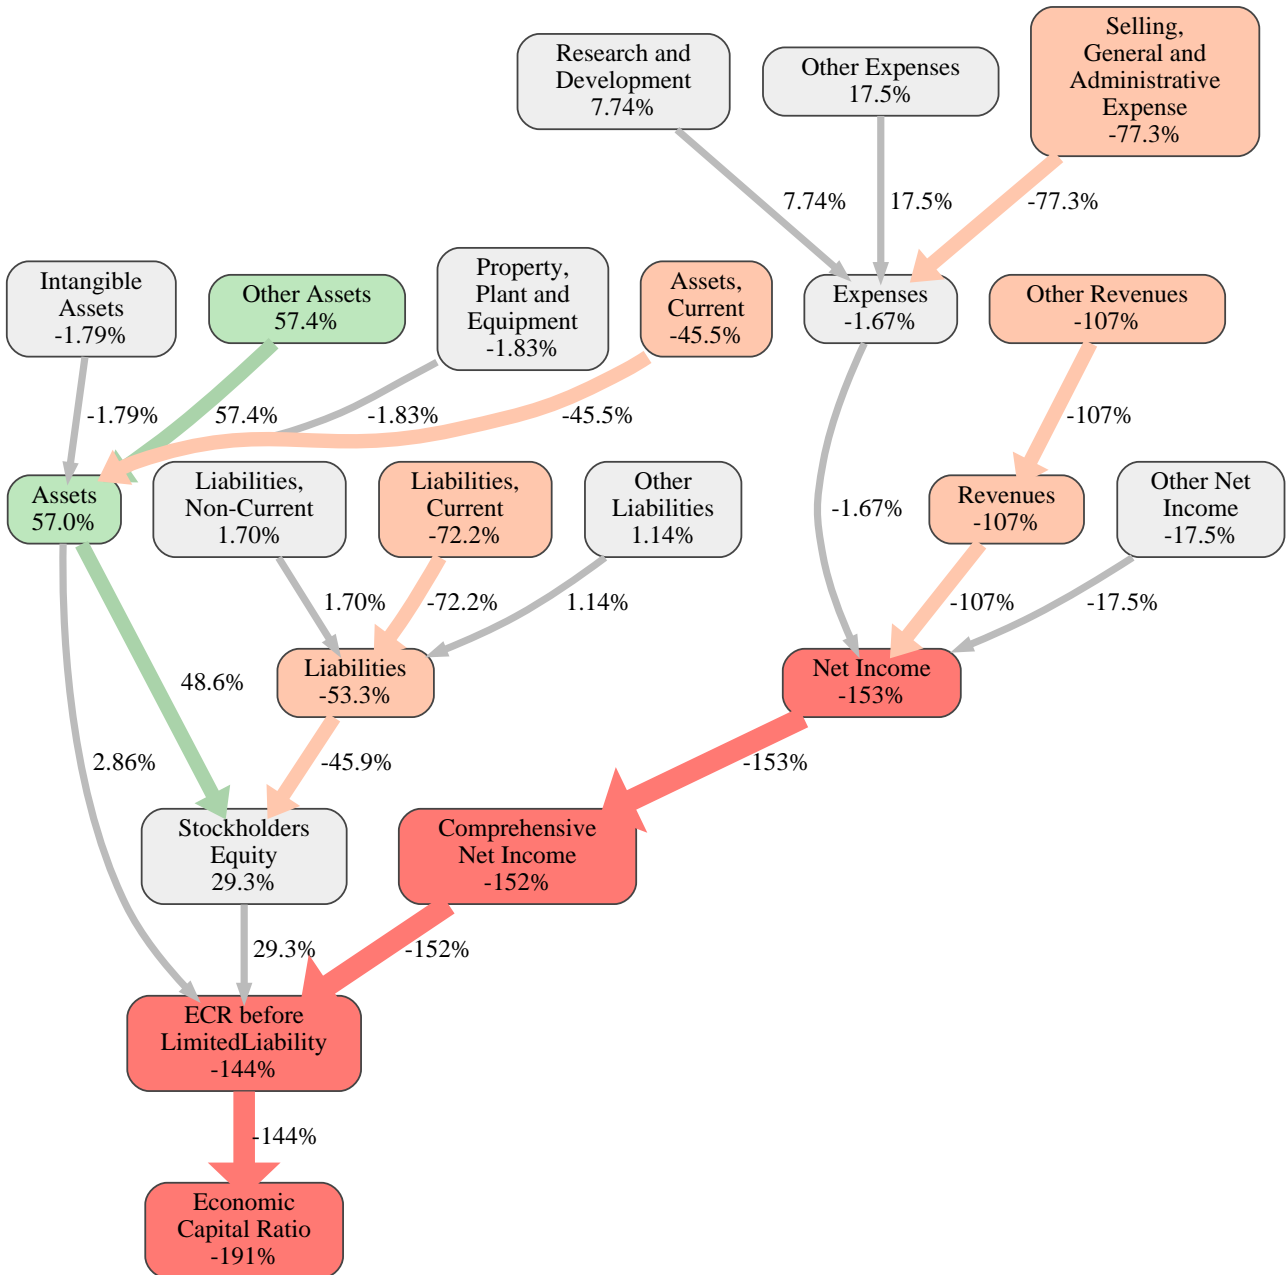 Research and
Development
7.74%
Other Expenses
17.5%
Selling,
General and
Administrative
Expense
-77.3%
7.74%
17.5%
-77.3%
Intangible
Assets
-1.79%
Other Assets
57.4%
Property,
Plant and
Equipment
-1.83%
Assets,
Current
-45.5%
Expenses
-1.67%
Other Revenues
-107%
-1.79%
57.4%
-1.83%
-45.5%
-107%
Assets
57.0%
Liabilities,
Non-Current
1.70%
Liabilities,
Current
-72.2%
Other
Liabilities
1.14%
-1.67%
Revenues
-107%
Other Net
Income
-17.5%
1.70%
-72.2%
1.14%
-107%
-17.5%
48.6%
Liabilities
-53.3%
Net Income
-153%
2.86%
-45.9%
-153%
Stockholders
Equity
29.3%
Comprehensive
Net Income
-152%
29.3%
-152%
ECR before
LimitedLiability
-144%
-144%
Economic
Capital Ratio
-191%